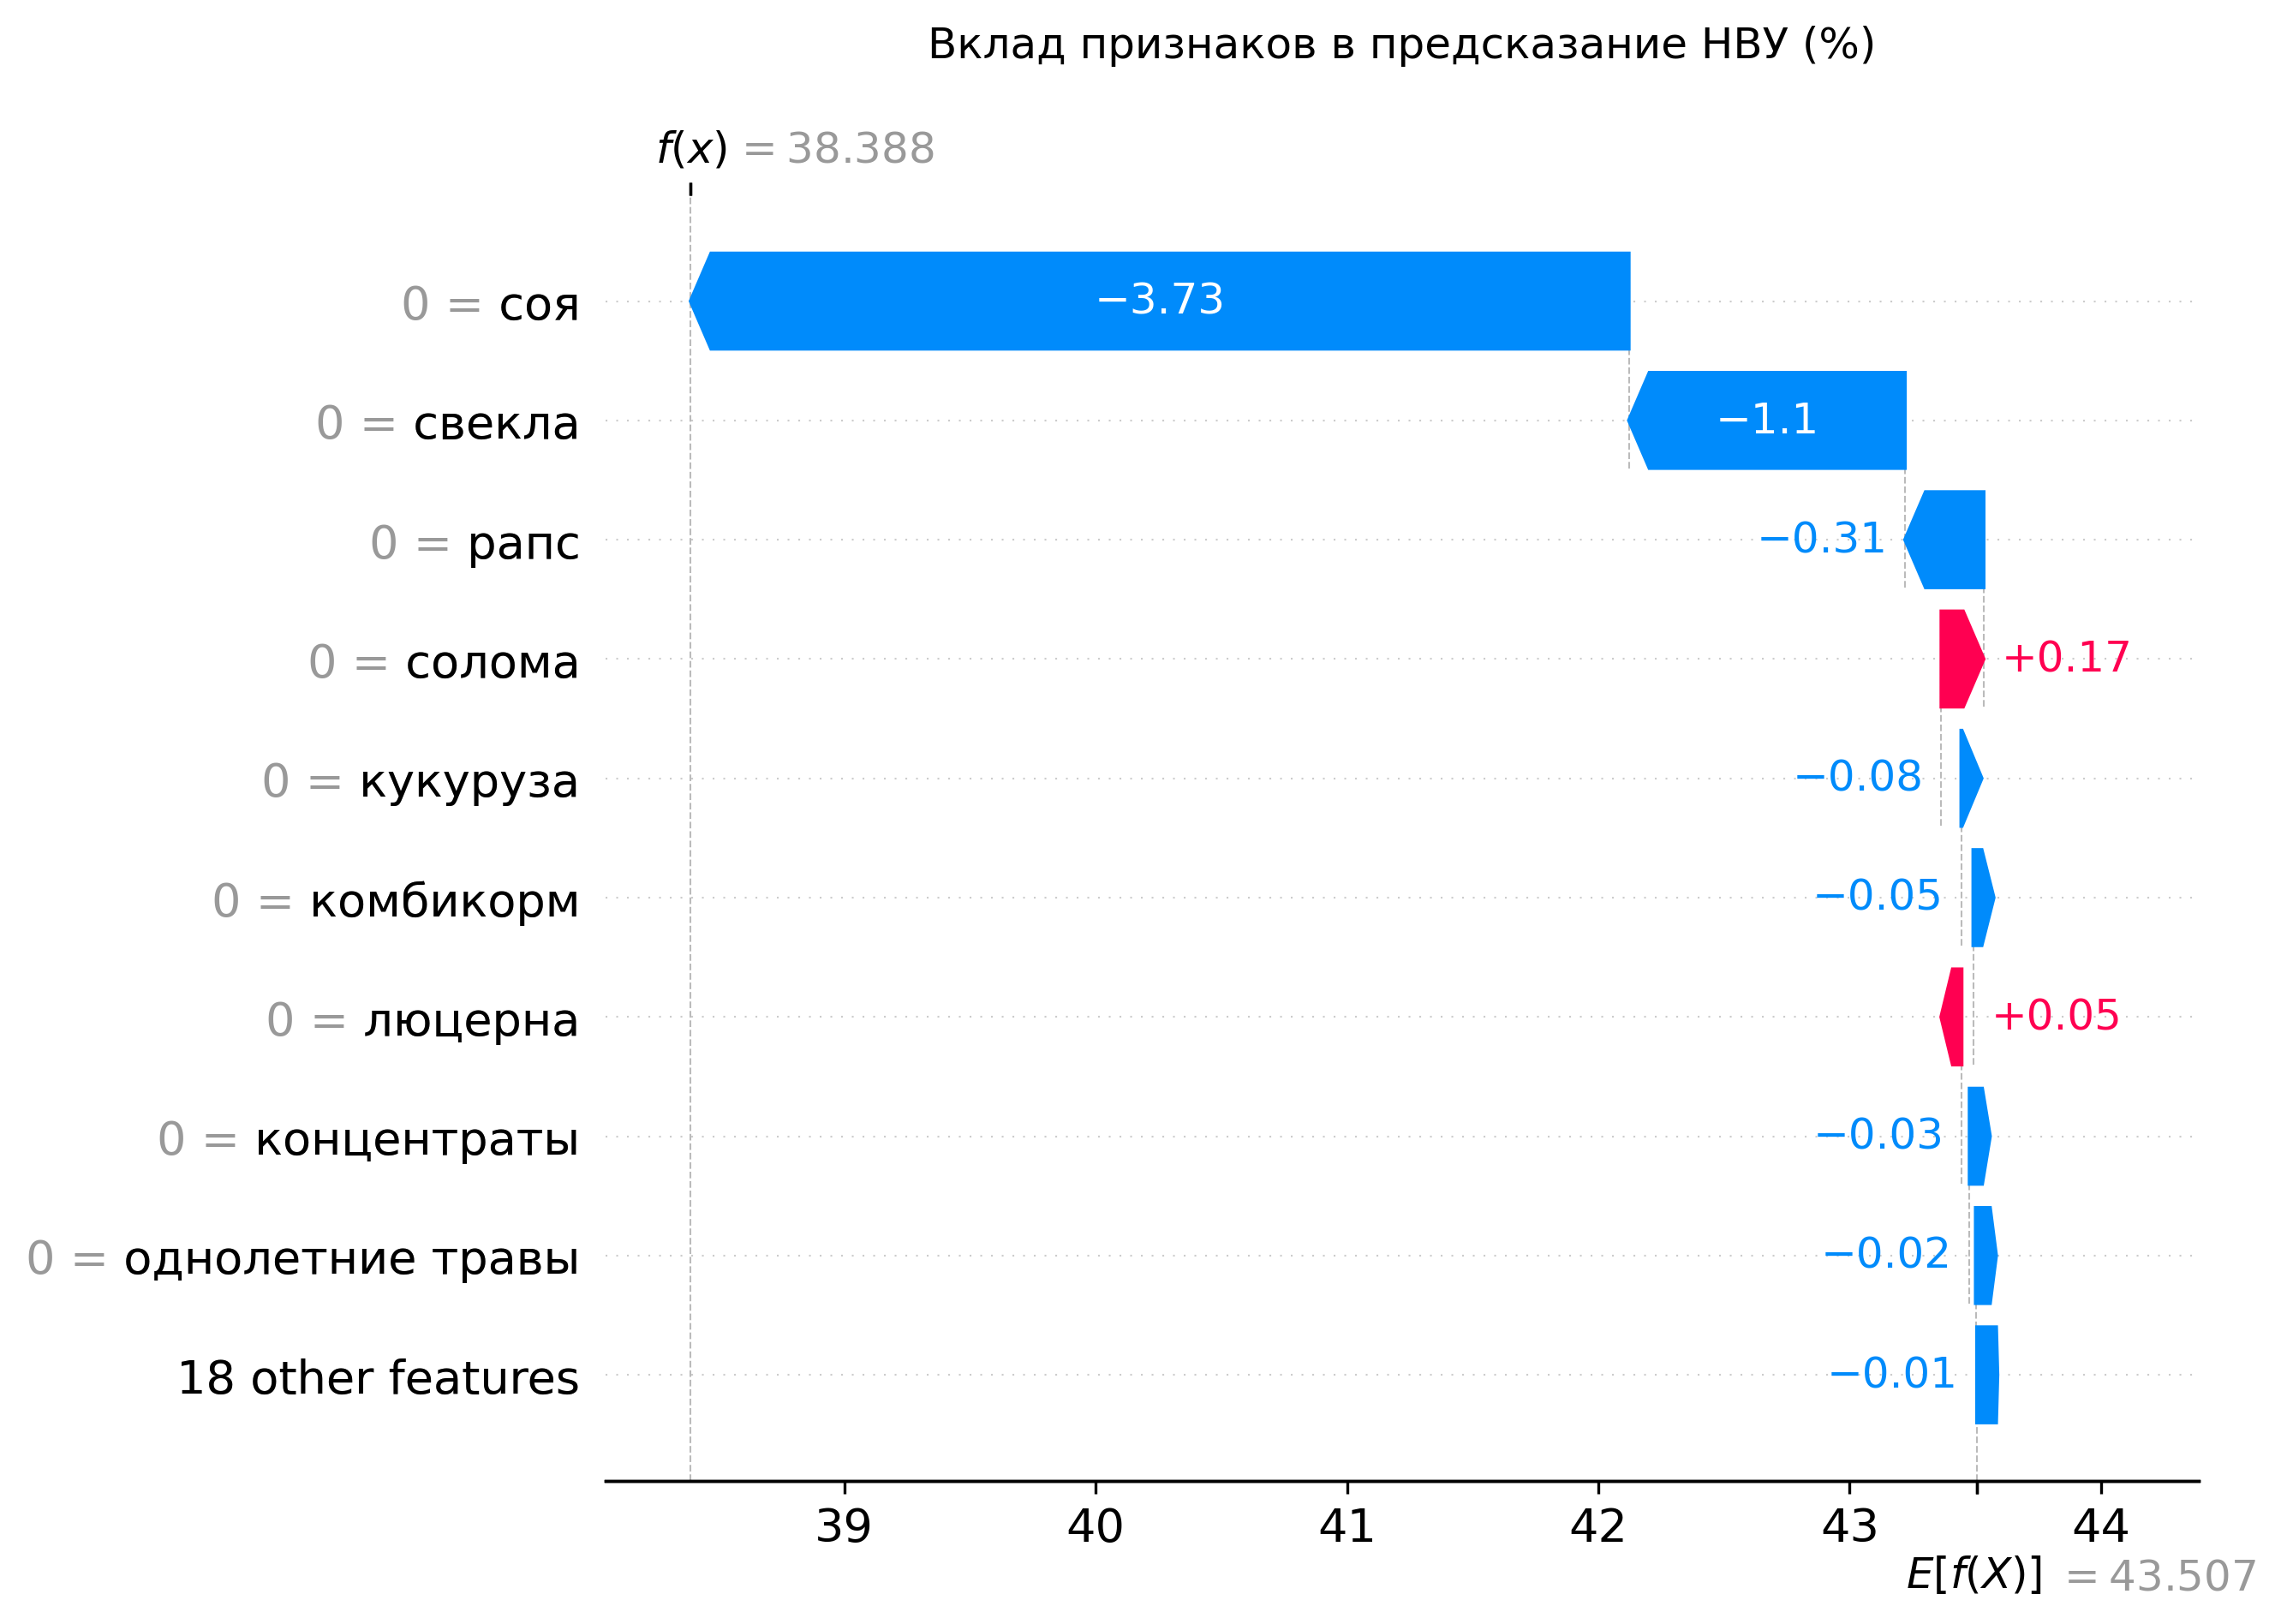 Вклад признаков в предсказание НВУ (%)
f(x) = 38.388
0 = соя −3.73
0 = свекла −1.1
0 = рапс −0.31
0 = солома +0.17
0 = кукуруза −0.08
0 = комбикорм −0.05
0 = люцерна +0.05
0 = концентраты −0.03
0 = однолетние травы −0.02
18 other features −0.01
39 40 41 42 43 44
E[f(X)] = 43.507